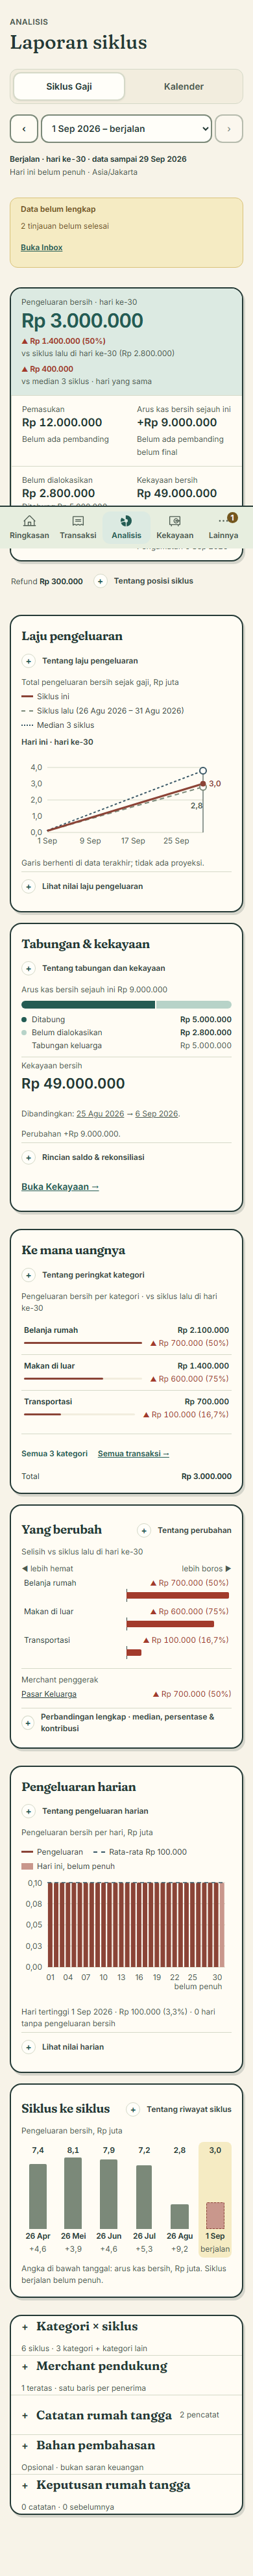 ANALISIS
Laporan siklus
Siklus Gaji
Kalender
‹
1 Sep 2026 – berjalan
›
Berjalan · hari ke-30 · data sampai 29 Sep 2026
Hari ini belum penuh · Asia/Jakarta
Data belum lengkap
2 tinjauan belum selesai
Buka Inbox
Pengeluaran bersih · hari ke-30
Rp 3.000.000
▲ Rp 1.400.000 (50%)
vs siklus lalu di hari ke-30 (Rp 2.800.000)
▲ Rp 400.000
vs median 3 siklus · hari yang sama
Pemasukan
Rp 12.000.000
Belum ada pembanding
Arus kas bersih sejauh ini
+Rp 9.000.000
Belum ada pembanding
belum final
Belum dialokasikan
Rp 2.800.000
Kekayaan bersih
Rp 49.000.000
Ringkasan
Transaksi
Analisis
Kekayaan
1
Lainnya
Refund Rp 300.000
+ Tentang posisi siklus
Laju pengeluaran
+ Tentang laju pengeluaran
Total pengeluaran bersih sejak gaji, Rp juta
Siklus ini
Siklus lalu (26 Agu 2026 – 31 Agu 2026)
Median 3 siklus
Hari ini · hari ke-30
4,0
3,0
2,0
1,0
0,0
3,0
2,8
1 Sep 9 Sep 17 Sep 25 Sep
Garis berhenti di data terakhir; tidak ada proyeksi.
+ Lihat nilai laju pengeluaran
Tabungan & kekayaan
+ Tentang tabungan dan kekayaan
Arus kas bersih sejauh ini Rp 9.000.000
Ditabung Rp 5.000.000
Belum dialokasikan Rp 2.800.000
Tabungan keluarga Rp 5.000.000
Kekayaan bersih
Rp 49.000.000
Dibandingkan: 25 Agu 2026 → 6 Sep 2026.
Perubahan +Rp 9.000.000.
+ Rincian saldo & rekonsiliasi
Buka Kekayaan →
Ke mana uangnya
+ Tentang peringkat kategori
Pengeluaran bersih per kategori · vs siklus lalu di hari
ke-30
Belanja rumah Rp 2.100.000
▲ Rp 700.000 (50%)
Makan di luar Rp 1.400.000
▲ Rp 600.000 (75%)
Transportasi Rp 700.000
▲ Rp 100.000 (16,7%)
Semua 3 kategori Semua transaksi →
Total Rp 3.000.000
Yang berubah
+ Tentang perubahan
Selisih vs siklus lalu di hari ke-30
◀ lebih hemat lebih boros ▶
Belanja rumah ▲ Rp 700.000 (50%)
Makan di luar ▲ Rp 600.000 (75%)
Transportasi ▲ Rp 100.000 (16,7%)
Merchant penggerak
Pasar Keluarga ▲ Rp 700.000 (50%)
+ Perbandingan lengkap · median, persentase &
kontribusi
Pengeluaran harian
+ Tentang pengeluaran harian
Pengeluaran bersih per hari, Rp juta
Pengeluaran Rata-rata Rp 100.000
Hari ini, belum penuh
0,10
0,08
0,05
0,03
0,00
01 04 07 10 13 16 19 22 25 30
belum penuh
Hari tertinggi 1 Sep 2026 · Rp 100.000 (3,3%) · 0 hari
tanpa pengeluaran bersih
+ Lihat nilai harian
Siklus ke siklus
+ Tentang riwayat siklus
Pengeluaran bersih, Rp juta
7,4 8,1 7,9 7,2 2,8 3,0
26 Apr 26 Mei 26 Jun 26 Jul 26 Agu 1 Sep
+4,6 +3,9 +4,6 +5,3 +9,2 berjalan
Angka di bawah tanggal: arus kas bersih, Rp juta. Siklus
berjalan belum penuh.
+ Kategori × siklus
6 siklus · 3 kategori + kategori lain
+ Merchant pendukung
1 teratas · satu baris per penerima
+ Catatan rumah tangga 2 pencatat
+ Bahan pembahasan
Opsional · bukan saran keuangan
+ Keputusan rumah tangga
0 catatan · 0 sebelumnya